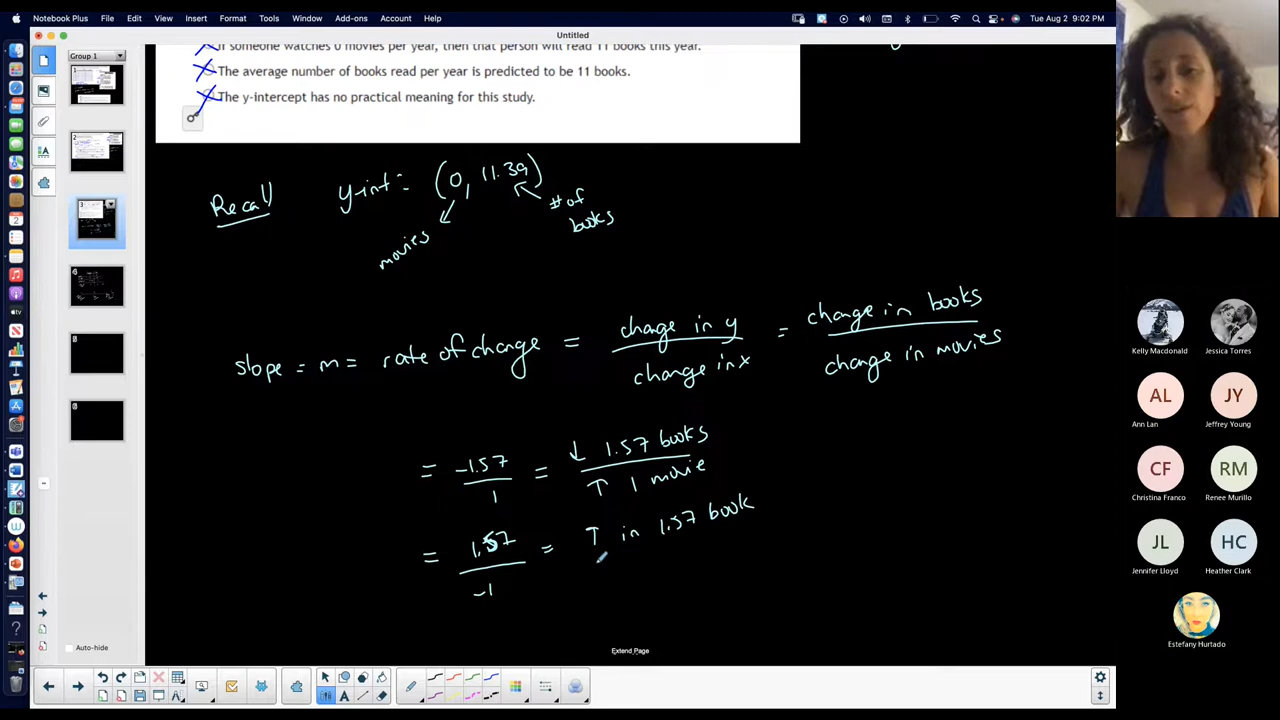 Notebook Plus File Edit View Insert Format Tools Window Add-ons Account Help Tue Aug 2 9:02 PM
Untitled
Group 1
If someone watches 0 movies per year, then that person will read 11 books this year.
The average number of books read per year is predicted to be 11 books.
The y-intercept has no practical meaning for this study.
Recall y-int = (0, 11.39)
# of
books
movies
slope = m = rate of change = change in y = change in books
change in x change in movies
= -1.57 = ↓ 1.57 books
1 ↑ 1 movie
= 1.57 = ↑ in 1.57 book
-1
Kelly Macdonald Jessica Torres
AL JY
Ann Lan Jeffrey Young
CF RM
Christina Franco Renee Murillo
JL HC
Jennifer Lloyd Heather Clark
Estefany Hurtado
Auto-hide
Extend_Page